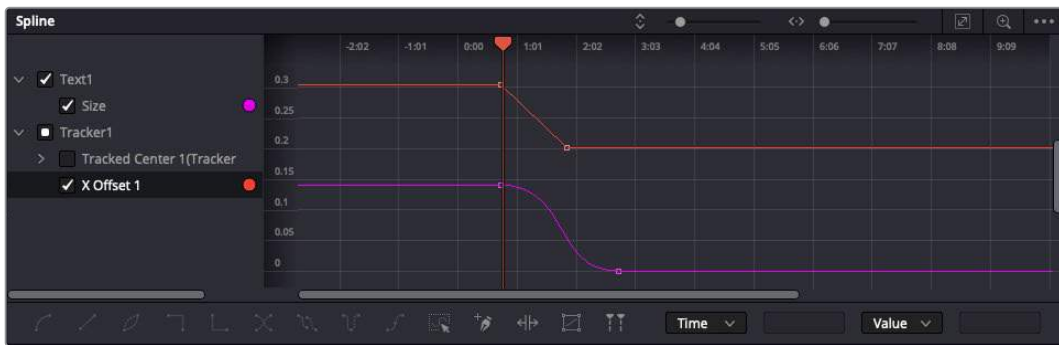 Spline
-2:02 -1:01 0:00 1:01 2:02 3:03 4:04 5:05 6:06 7:07 8:08 9:09
Text1
Size
Tracker1
Tracked Center 1(Tracker
X Offset 1
0.3
0.25
0.2
0.15
0.1
0.05
0
Time
Value